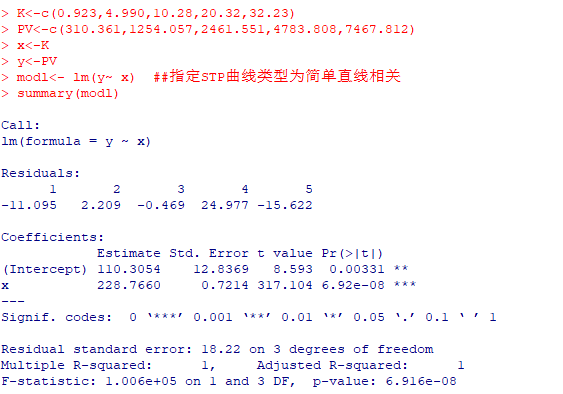 > K<-c(0.923,4.990,10.28,20.32,32.23)
> PV<-c(310.361,1254.057,2461.551,4783.808,7467.812)
> x<-K
> y<-PV
> modl<- lm(y~ x)  ##指定STP曲线类型为简单直线相关
> summary(modl)
Call:
lm(formula = y ~ x)
Residuals:
1 2 3 4 5
-11.095 2.209 -0.469 24.977 -15.622
Coefficients:
Estimate Std. Error t value Pr(>|t|)
(Intercept) 110.3054 12.8369 8.593 0.00331 **
x 228.7660 0.7214 317.104 6.92e-08 ***
---
Signif. codes: 0 ‘***’ 0.001 ‘**’ 0.01 ‘*’ 0.05 ‘.’ 0.1 ‘ ’ 1
Residual standard error: 18.22 on 3 degrees of freedom
Multiple R-squared: 1, Adjusted R-squared: 1
F-statistic: 1.006e+05 on 1 and 3 DF, p-value: 6.916e-08